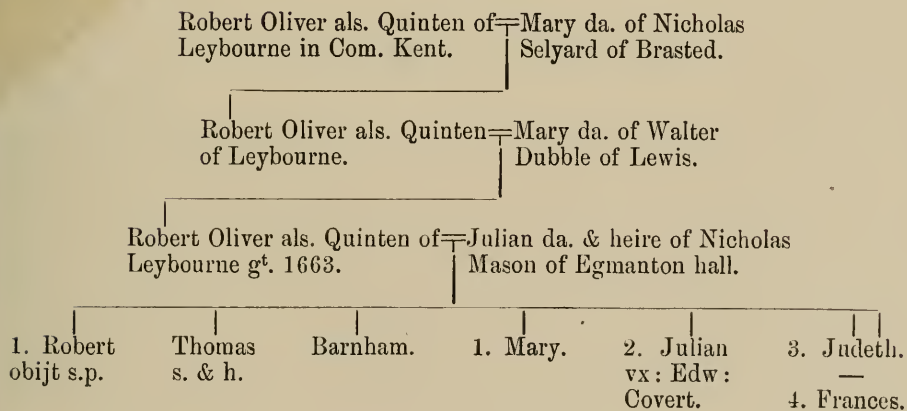 Robert Oliver als. Quinten of Mary da. of Nicholas
Leybourne in Com. Kent. Selyard of Brasted.
Robert Oliver als. Quinten Mary da. of Walter
of Leybourne. Dubble of Lewis.
Robert Oliver als. Quinten of Julian da. & heire of Nicholas
Leybourne gᵗ. 1663. Mason of Egmanton hall.
1. Robert Thomas Barnham. 1. Mary. 2. Julian 3. Judeth.
obijt s.p. s. & h. vx: Edw: —
Covert. 4. Frances.